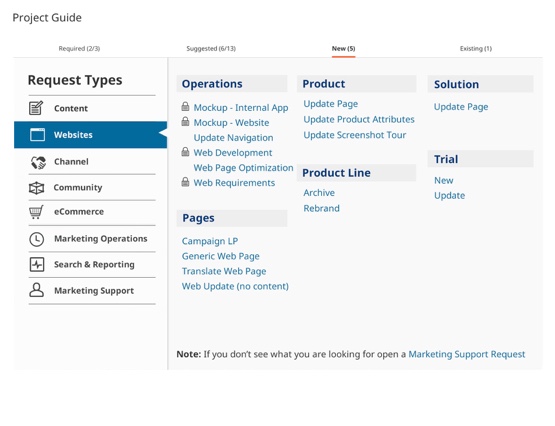 Project Guide
Required (2/3)
Suggested (6/13)
New (5)
Existing (1)
Request Types
Content
Websites
Channel
Community
eCommerce
Marketing Operations
Search & Reporting
Marketing Support
Operations
Mockup - Internal App
Mockup - Website
Update Navigation
Web Development
Web Page Optimization
Web Requirements
Pages
Campaign LP
Generic Web Page
Translate Web Page
Web Update (no content)
Product
Update Page
Update Product Attributes
Update Screenshot Tour
Product Line
Archive
Rebrand
Solution
Update Page
Trial
New
Update
Note: If you don’t see what you are looking for open a Marketing Support Request